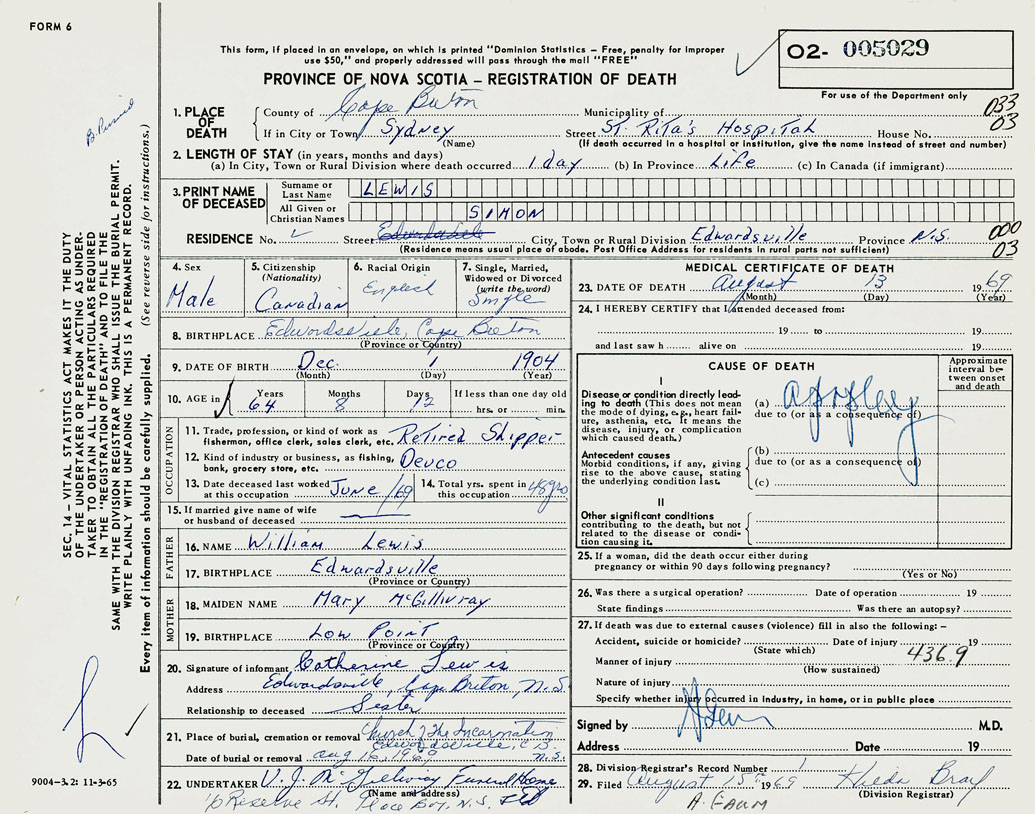 FORM 6
This form, if placed in an envelope, on which is printed "Dominion Statistics – Free, penalty for improper
use $50," and properly addressed will pass through the mail "FREE"
O2- 005029
For use of the Department only
PROVINCE OF NOVA SCOTIA – REGISTRATION OF DEATH
033
03
1. PLACE OF DEATH
County of Cape Breton Municipality of
If in City or Town Sydney Street St. Rita's Hospital House No.
(Name) (If death occurred in a hospital or institution, give the name instead of street and number)
2. LENGTH OF STAY (in years, months and days)
(a) In City, Town or Rural Division where death occurred 1 day (b) In Province Life (c) In Canada (if immigrant)
3. PRINT NAME OF DECEASED
Surname or Last Name LEWIS
All Given or Christian Names SIMON
000
03
RESIDENCE No. Street City, Town or Rural Division Edwardsville Province N.S.
(Residence means usual place of abode. Post Office Address for residents in rural parts not sufficient)
4. Sex
Male
5. Citizenship
(Nationality)
Canadian
6. Racial Origin
English
7. Single, Married,
Widowed or Divorced
(write the word)
Single
8. BIRTHPLACE Edwardsville, Cape Breton
(Province or Country)
9. DATE OF BIRTH Dec. 1 1904
(Month) (Day) (Year)
10. AGE in Years Months Days If less than one day old
64 8 12 hrs. or min.
OCCUPATION
11. Trade, profession, or kind of work as
fisherman, office clerk, sales clerk, etc. Retired Shipper
12. Kind of industry or business, as fishing,
bank, grocery store, etc. Devco
13. Date deceased last worked
at this occupation June /69
14. Total yrs. spent in
this occupation 48 yrs
15. If married give name of wife
or husband of deceased
FATHER
16. NAME William Lewis
17. BIRTHPLACE Edwardsville
(Province or Country)
MOTHER
18. MAIDEN NAME Mary McGillivray
19. BIRTHPLACE Low Point
(Province or Country)
20. Signature of informant Catherine Lewis
Address Edwardsville, Cape Breton, N.S.
Relationship to deceased Sister
21. Place of burial, cremation or removal Church of The Incarnation
Edwardsville, C.B.
Date of burial or removal Aug 16, 1969 N.S.
22. UNDERTAKER V. J. McGillivray Funeral Home
(Name and address)
16 Reserve St. Glace Bay, N.S.
MEDICAL CERTIFICATE OF DEATH
23. DATE OF DEATH August 13 1969
(Month) (Day) (Year)
24. I HEREBY CERTIFY that I attended deceased from:
19 to 19
and last saw h alive on 19
CAUSE OF DEATH
Approximate interval between onset and death
I
Disease or condition directly leading
to death (This does not mean
the mode of dying, e.g., heart failure,
asthenia, etc. It means the
disease, injury, or complication
which caused death.)
(a)
due to (or as a consequence of)
Antecedent causes
Morbid conditions, if any, giving
rise to the above cause, stating
the underlying condition last.
(b)
due to (or as a consequence of)
(c)
II
Other significant conditions
contributing to the death, but not
related to the disease or condition
causing it.
25. If a woman, did the death occur either during
pregnancy or within 90 days following pregnancy?
(Yes or No)
26. Was there a surgical operation? Date of operation 19
State findings Was there an autopsy?
27. If death was due to external causes (violence) fill in also the following: –
Accident, suicide or homicide? Date of injury 19
(State which) 436.9
Manner of injury
(How sustained)
Nature of injury
Specify whether injury occurred in industry, in home, or in public place
Signed by M.D.
Address Date 19
28. Division Registrar's Record Number
29. Filed August 15th 1969
(Division Registrar)
SEC. 14 – VITAL STATISTICS ACT MAKES IT THE DUTY
OF THE UNDERTAKER OR PERSON ACTING AS UNDER-
TAKER TO OBTAIN ALL THE PARTICULARS REQUIRED
IN THE "REGISTRATION OF DEATH" AND TO FILE THE
SAME WITH THE DIVISION REGISTRAR WHO SHALL ISSUE THE BURIAL PERMIT.
WRITE PLAINLY WITH UNFADING INK. THIS IS A PERMANENT RECORD.
Every item of information should be carefully supplied. (See reverse side for instructions.)
9004–3.2: 11-3-65